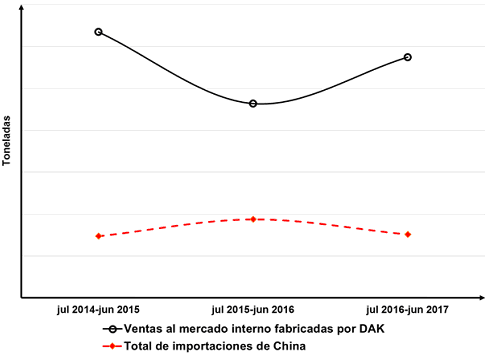 Toneladas
jul 2014-jun 2015
jul 2015-jun 2016
jul 2016-jun 2017
Ventas al mercado interno fabricadas por DAK
Total de importaciones de China